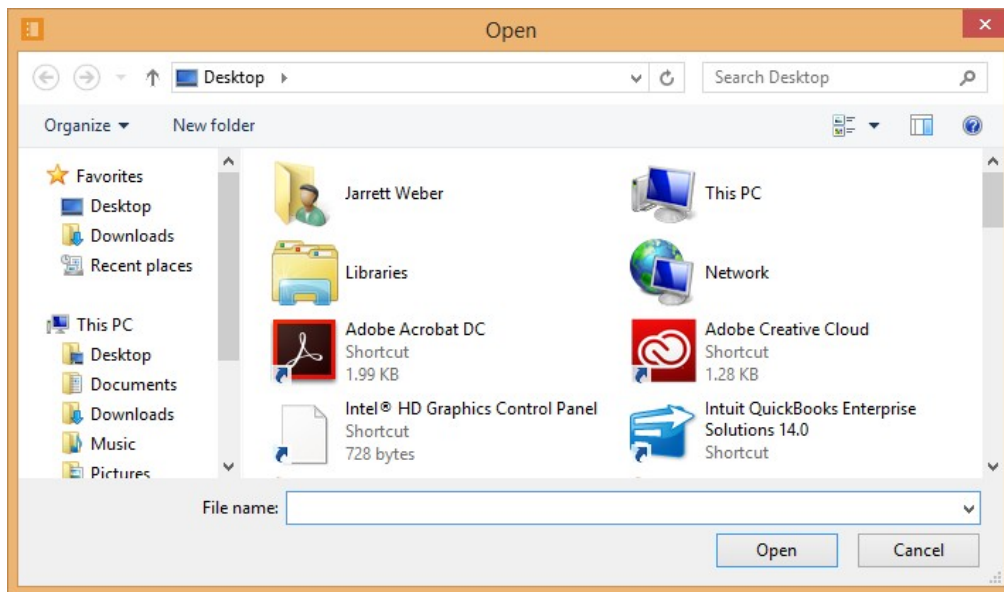 Open
Desktop
Search Desktop
Organize
New folder
Favorites
Desktop
Downloads
Recent places
This PC
Desktop
Documents
Downloads
Music
Pictures
Jarrett Weber
This PC
Libraries
Network
Adobe Acrobat DC
Shortcut
1.99 KB
Adobe Creative Cloud
Shortcut
1.28 KB
Intel® HD Graphics Control Panel
Shortcut
728 bytes
Intuit QuickBooks Enterprise
Solutions 14.0
Shortcut
File name:
Open
Cancel